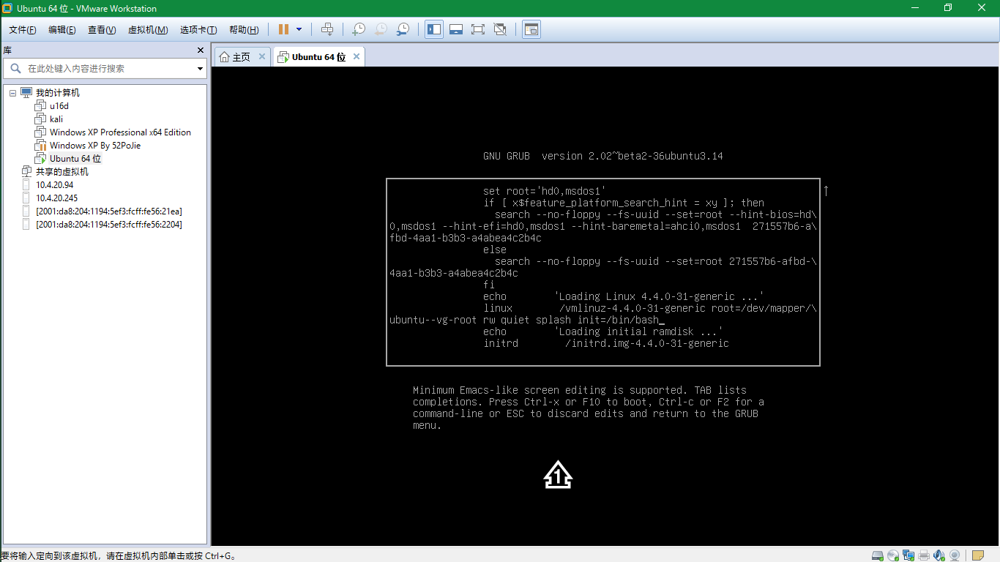 Ubuntu 64 位 - VMware Workstation
文件(F) 编辑(E) 查看(V) 虚拟机(M) 选项卡(T) 帮助(H)
库
在此处键入内容进行搜索
我的计算机
u16d
kali
Windows XP Professional x64 Edition
Windows XP By 52PoJie
Ubuntu 64 位
共享的虚拟机
10.4.20.94
10.4.20.245
[2001:da8:204:1194:5ef3:fcff:fe56:21ea]
[2001:da8:204:1194:5ef3:fcff:fe56:2204]
主页
Ubuntu 64 位
GNU GRUB  version 2.02~beta2-36ubuntu3.14
set root='hd0,msdos1'
if [ x$feature_platform_search_hint = xy ]; then
search --no-floppy --fs-uuid --set=root --hint-bios=hd\
0,msdos1 --hint-efi=hd0,msdos1 --hint-baremetal=ahci0,msdos1  271557b6-a\
fbd-4aa1-b3b3-a4abea4c2b4c
else
search --no-floppy --fs-uuid --set=root 271557b6-afbd-\
4aa1-b3b3-a4abea4c2b4c
fi
echo 'Loading Linux 4.4.0-31-generic ...'
linux /vmlinuz-4.4.0-31-generic root=/dev/mapper/\
ubuntu--vg-root rw quiet splash init=/bin/bash_
echo 'Loading initial ramdisk ...'
initrd /initrd.img-4.4.0-31-generic
Minimum Emacs-like screen editing is supported. TAB lists
completions. Press Ctrl-x or F10 to boot, Ctrl-c or F2 for a
command-line or ESC to discard edits and return to the GRUB
menu.
1
要将输入定向到该虚拟机，请在虚拟机内部单击或按 Ctrl+G。